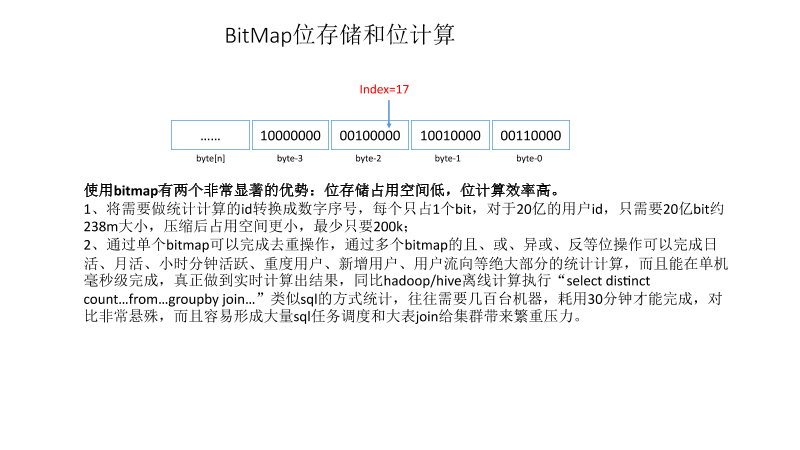 BitMap位存储和位计算
Index=17
…… 10000000 00100000 10010000 00110000
byte[n] byte-3 byte-2 byte-1 byte-0
使用bitmap有两个非常显著的优势：位存储占用空间低，位计算效率高。
1、将需要做统计计算的id转换成数字序号，每个只占1个bit，对于20亿的用户id，只需要20亿bit约
238m大小，压缩后占用空间更小，最少只要200k；
2、通过单个bitmap可以完成去重操作，通过多个bitmap的且、或、异或、反等位操作可以完成日
活、月活、小时分钟活跃、重度用户、新增用户、用户流向等绝大部分的统计计算，而且能在单机
毫秒级完成，真正做到实时计算出结果，同比hadoop/hive离线计算执行“select distinct
count…from…groupby join…”类似sql的方式统计，往往需要几百台机器，耗用30分钟才能完成，对
比非常悬殊，而且容易形成大量sql任务调度和大表join给集群带来繁重压力。